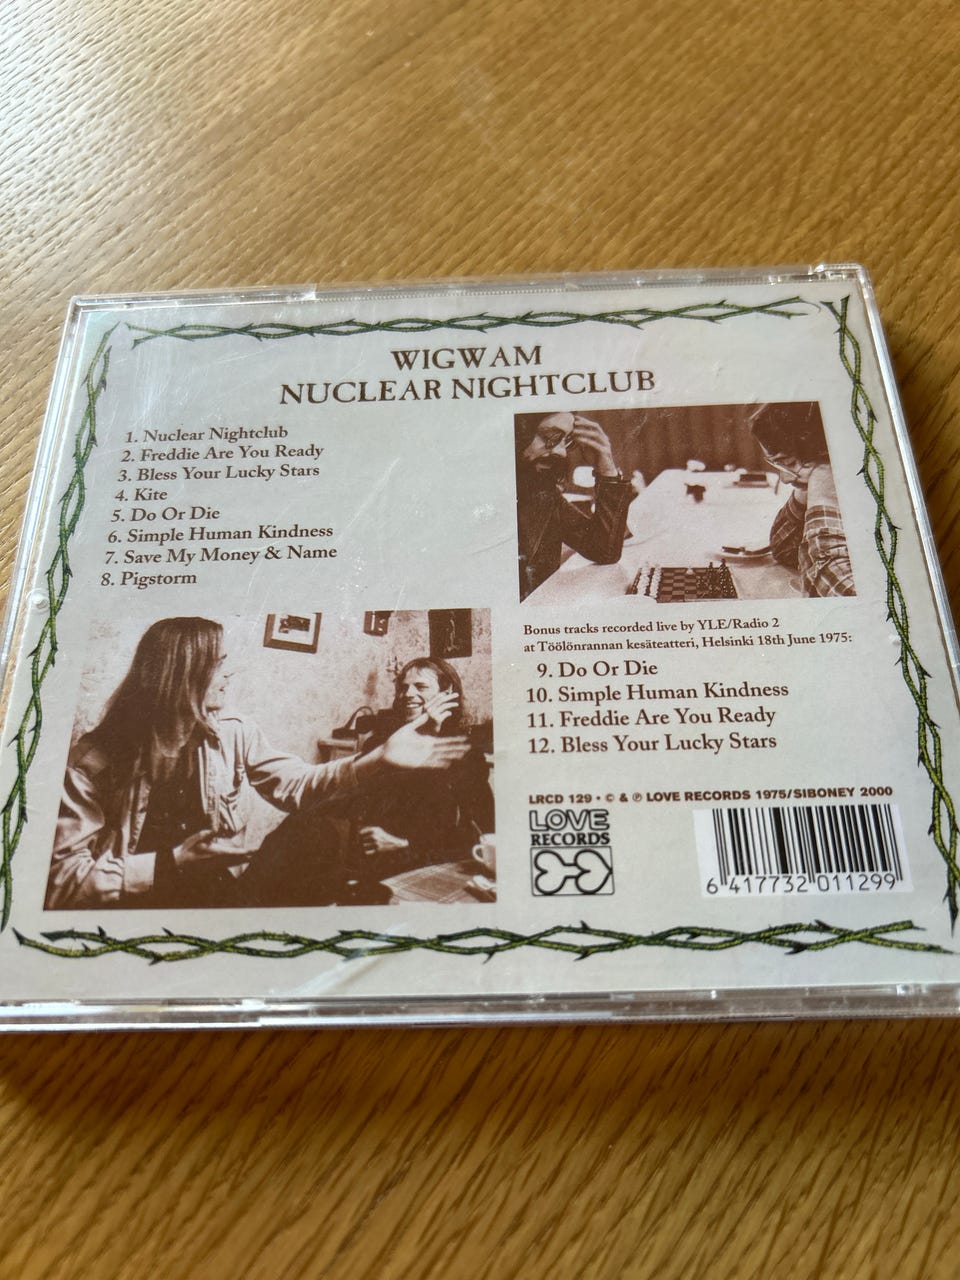 WIGWAM
NUCLEAR NIGHTCLUB
1. Nuclear Nightclub
2. Freddie Are You Ready
3. Bless Your Lucky Stars
4. Kite
5. Do Or Die
6. Simple Human Kindness
7. Save My Money & Name
8. Pigstorm
Bonus tracks recorded live by YLE/Radio 2
at Töölönrannan kesäteatteri, Helsinki 18th June 1975:
9. Do Or Die
10. Simple Human Kindness
11. Freddie Are You Ready
12. Bless Your Lucky Stars
LRCD 129 • © & ℗ LOVE RECORDS 1975/SIBONEY 2000
LOVE
RECORDS
6 417732 011299